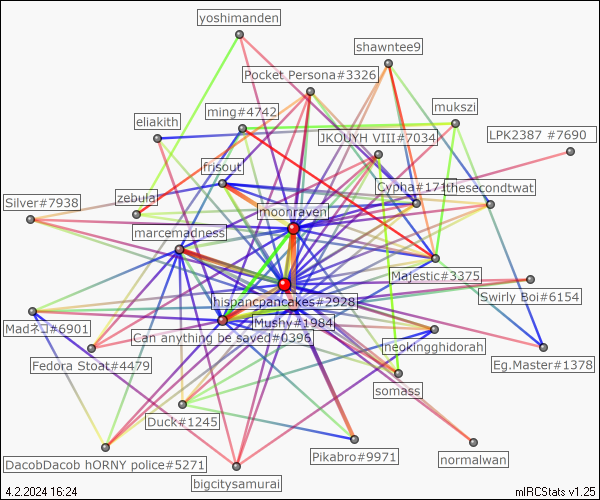 yoshimanden
shawntee9
Pocket Persona#3326
ming#4742
mukszi
eliakith
JKOUYH VIII#7034
LPK2387 #7690
frisout
Cypha#171
thesecondtwat
Silver#7938
zebula
moonraven
marcemadness
Majestic#3375
hispancpancakes#2928
Swirly Boi#6154
Mushy#1984
Madネコ#6901
Can anything be saved#0396
neckingghidorah
Fedora Stoat#4479
Eg.Master#1378
somass
Duck#1245
Pikabro#9971
DacobDacob hORNY police#5271
normalwan
bigcitysamurai
4.2.2024 16:24
mIRCStats v1.25